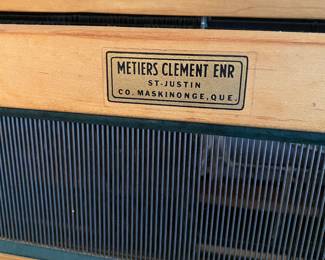 METIERS CLEMENT ENR
ST-JUSTIN
CO. MASKINONGE, QUE.